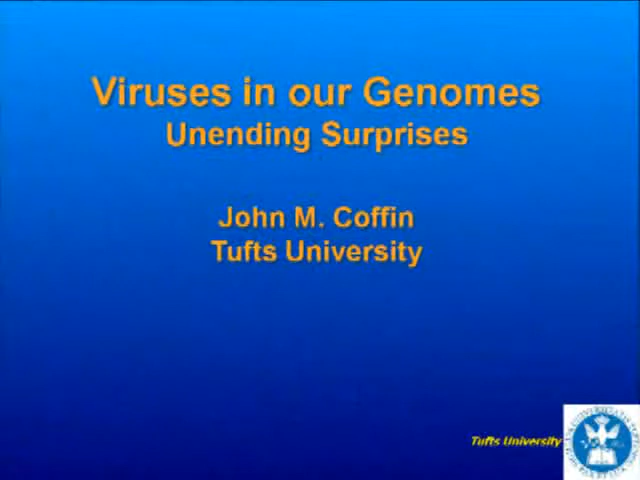 Viruses in our Genomes
Unending Surprises
John M. Coffin
Tufts University
Tufts University